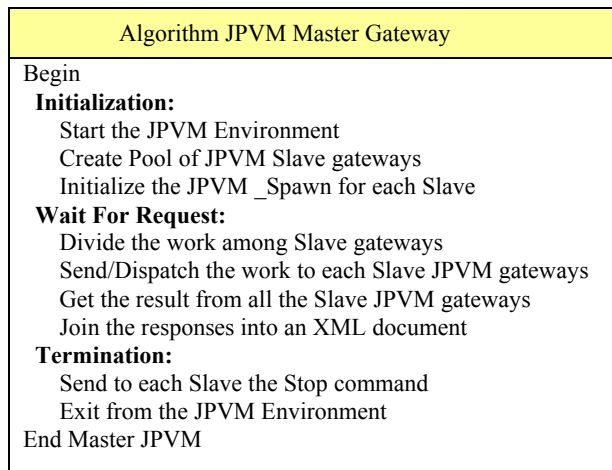 Algorithm JPVM Master Gateway
Begin
Initialization:
Start the JPVM Environment
Create Pool of JPVM Slave gateways
Initialize the JPVM _Spawn for each Slave
Wait For Request:
Divide the work among Slave gateways
Send/Dispatch the work to each Slave JPVM gateways
Get the result from all the Slave JPVM gateways
Join the responses into an XML document
Termination:
Send to each Slave the Stop command
Exit from the JPVM Environment
End Master JPVM